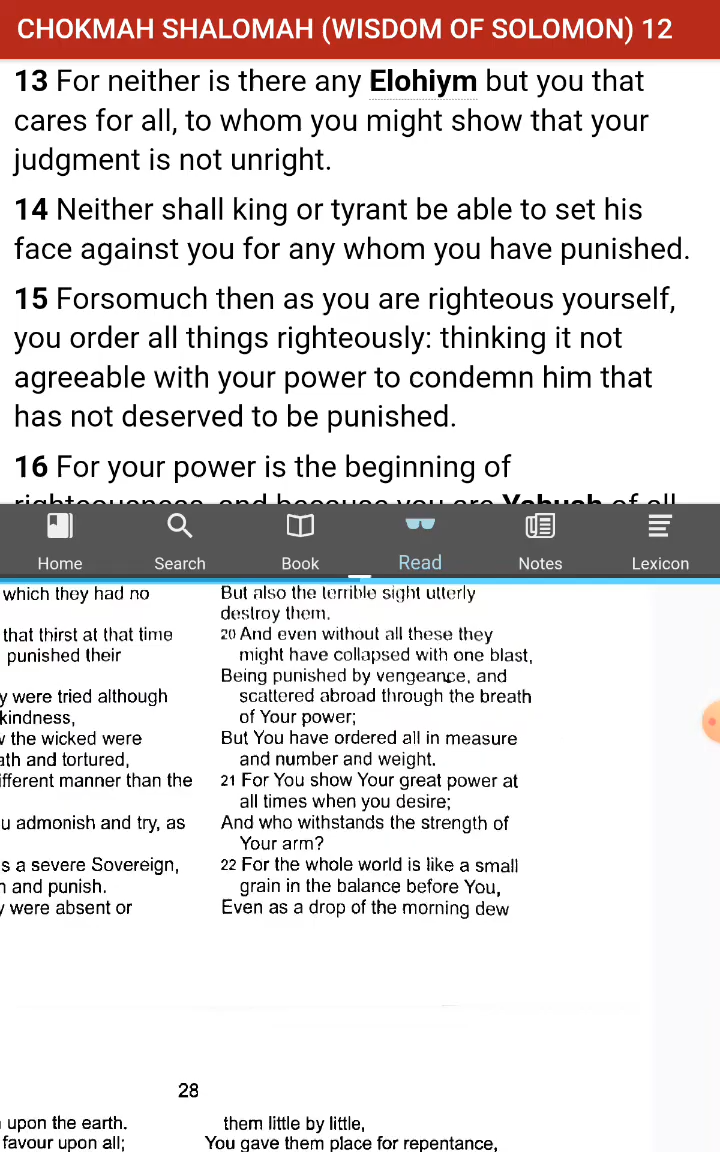 CHOKMAH SHALOMAH (WISDOM OF SOLOMON) 12
13 For neither is there any Elohiym but you that
cares for all, to whom you might show that your
judgment is not unright.
14 Neither shall king or tyrant be able to set his
face against you for any whom you have punished.
15 Forsomuch then as you are righteous yourself,
you order all things righteously: thinking it not
agreeable with your power to condemn him that
has not deserved to be punished.
16 For your power is the beginning of
righteousness, and because you are Yahuah of all
Home Search Book Read Notes Lexicon
which they had no
that thirst at that time
punished their
y were tried although
kindness,
the wicked were
ath and tortured,
ifferent manner than the
u admonish and try, as
s a severe Sovereign,
and punish.
were absent or
But also the terrible sight utterly
destroy them.
20 And even without all these they
might have collapsed with one blast,
Being punished by vengeance, and
scattered abroad through the breath
of Your power;
But You have ordered all in measure
and number and weight.
21 For You show Your great power at
all times when you desire;
And who withstands the strength of
Your arm?
22 For the whole world is like a small
grain in the balance before You,
Even as a drop of the morning dew
28
upon the earth.
favour upon all;
them little by little,
You gave them place for repentance,